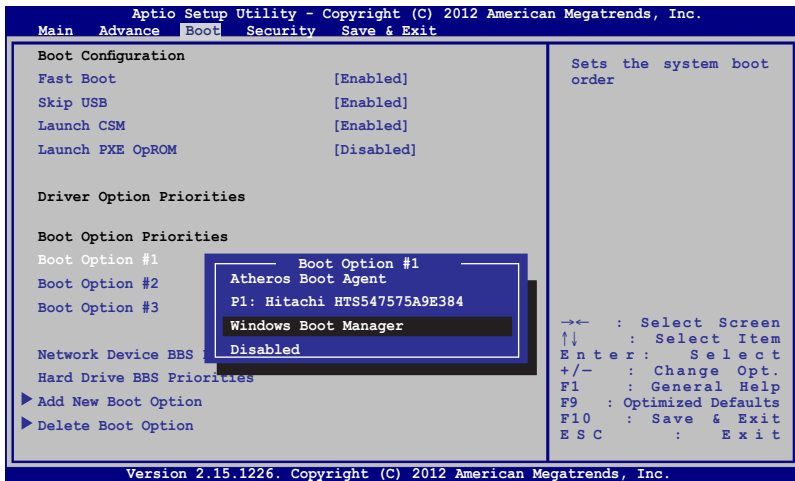 Aptio Setup Utility - Copyright (C) 2012 American Megatrends, Inc.
Main Advance Boot Security Save & Exit
Boot Configuration
Fast Boot [Enabled]
Skip USB [Enabled]
Launch CSM [Enabled]
Launch PXE OpROM [Disabled]
Driver Option Priorities
Boot Option Priorities
Boot Option #1
Boot Option #2
Boot Option #3
Network Device BBS
Hard Drive BBS Priorities
Add New Boot Option
Delete Boot Option
Boot Option #1
Atheros Boot Agent
P1: Hitachi HTS547575A9E384
Windows Boot Manager
Disabled
Sets the system boot
order
→← : Select Screen
↑↓ : Select Item
Enter: Select
+/— : Change Opt.
F1 : General Help
F9 : Optimized Defaults
F10 : Save & Exit
ESC : Exit
Version 2.15.1226. Copyright (C) 2012 American Megatrends, Inc.